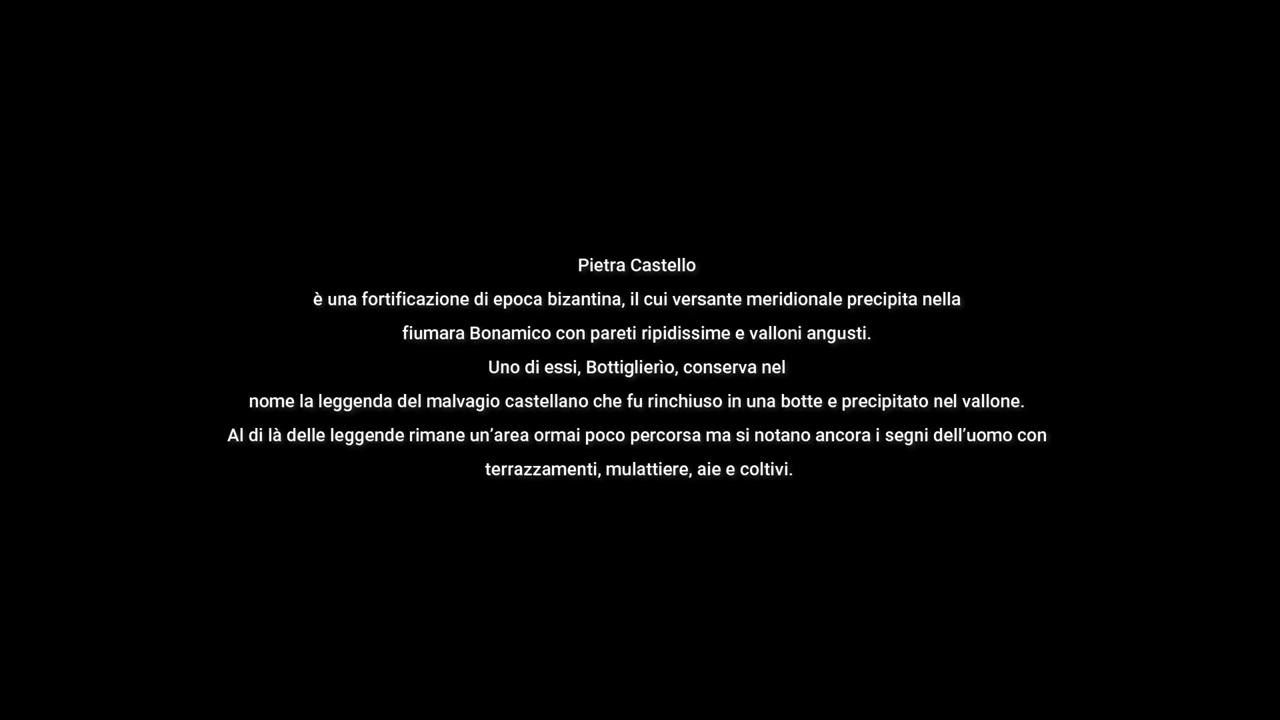 Pietra Castello
è una fortificazione di epoca bizantina, il cui versante meridionale precipita nella
fiumara Bonamico con pareti ripidissime e valloni angusti.
Uno di essi, Bottiglierìo, conserva nel
nome la leggenda del malvagio castellano che fu rinchiuso in una botte e precipitato nel vallone.
Al di là delle leggende rimane un’area ormai poco percorsa ma si notano ancora i segni dell’uomo con
terrazzamenti, mulattiere, aie e coltivi.